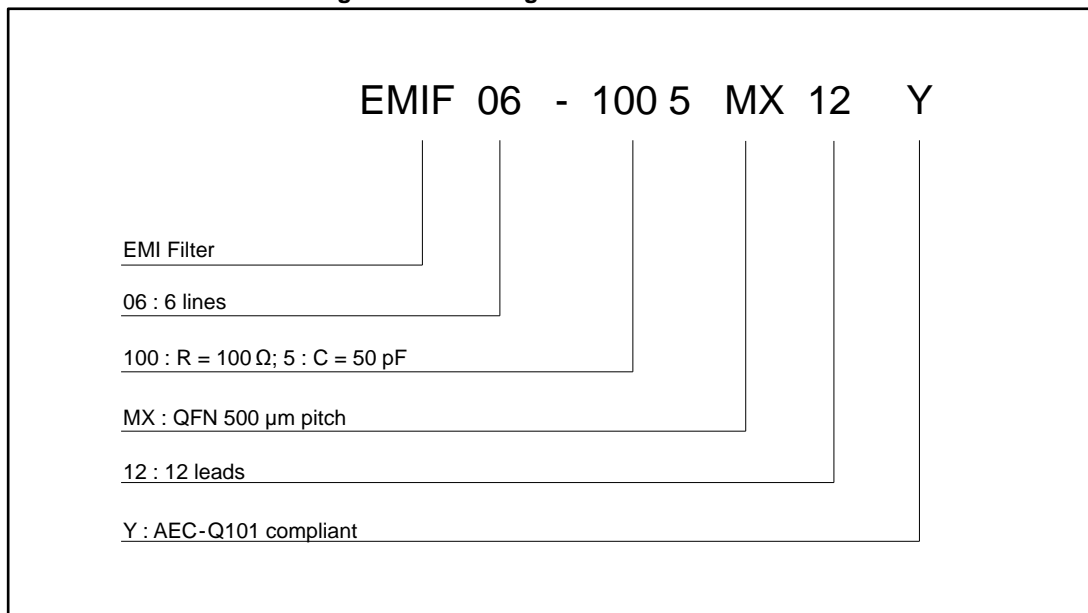 EMIF 06 - 100 5 MX 12 Y
EMI Filter
06 : 6 lines
100 : R = 100 Ω; 5 : C = 50 pF
MX : QFN 500 µm pitch
12 : 12 leads
Y : AEC-Q101 compliant